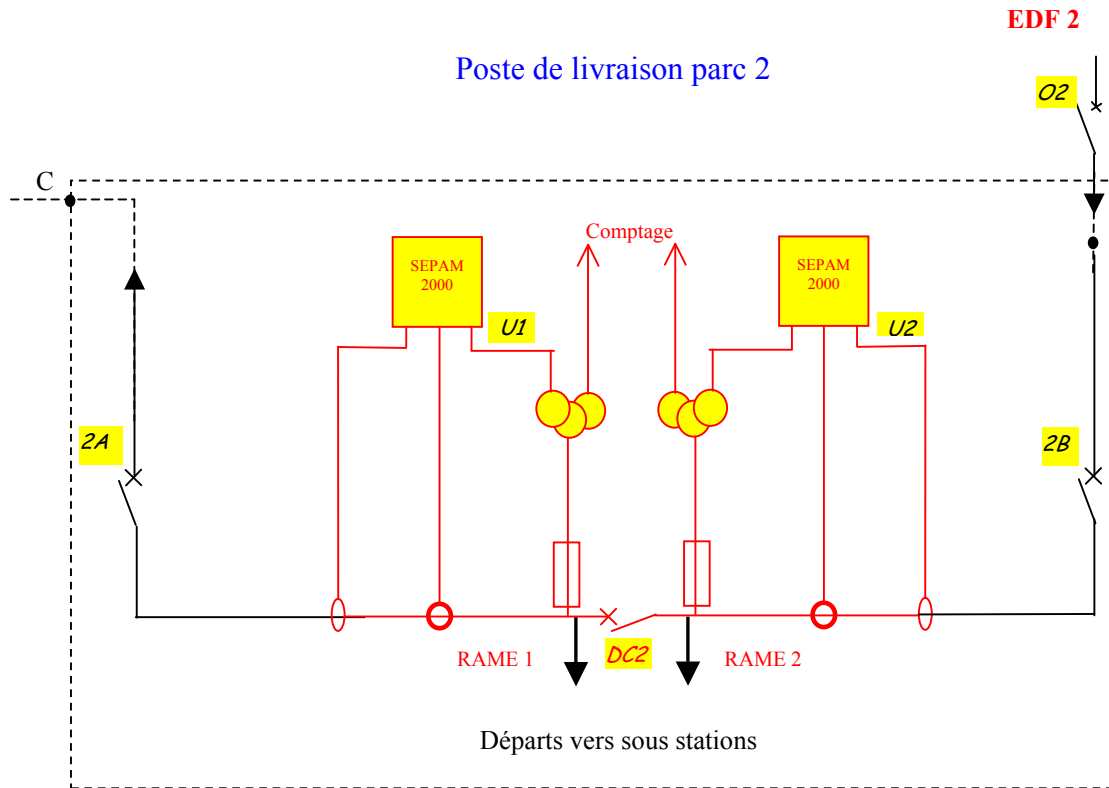 EDF 2
Poste de livraison parc 2
O2
C
Comptage
SEPAM
2000
SEPAM
2000
U1
U2
2A
2B
RAME 1
DC2
RAME 2
Départs vers sous stations